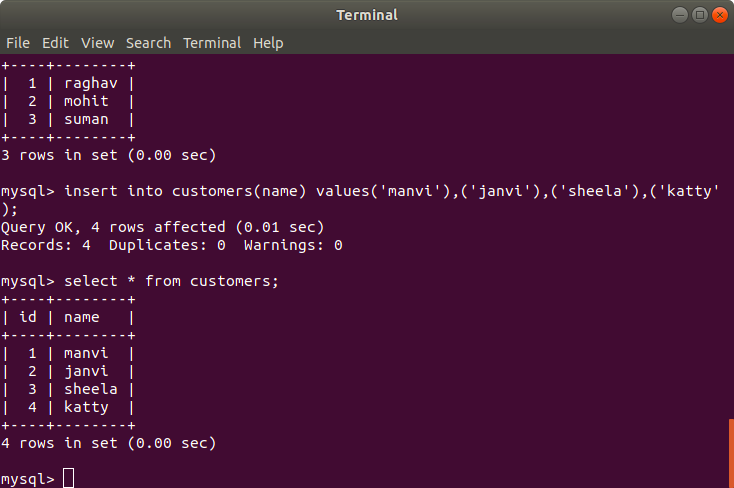 Terminal
File Edit View Search Terminal Help
+----+--------+
|  1 | raghav |
|  2 | mohit  |
|  3 | suman  |
+----+--------+
3 rows in set (0.00 sec)

mysql> insert into customers(name) values('manvi'),('janvi'),('sheela'),('katty'
);
Query OK, 4 rows affected (0.01 sec)
Records: 4  Duplicates: 0  Warnings: 0

mysql> select * from customers;
+----+--------+
| id | name   |
+----+--------+
|  1 | manvi  |
|  2 | janvi  |
|  3 | sheela |
|  4 | katty  |
+----+--------+
4 rows in set (0.00 sec)

mysql>